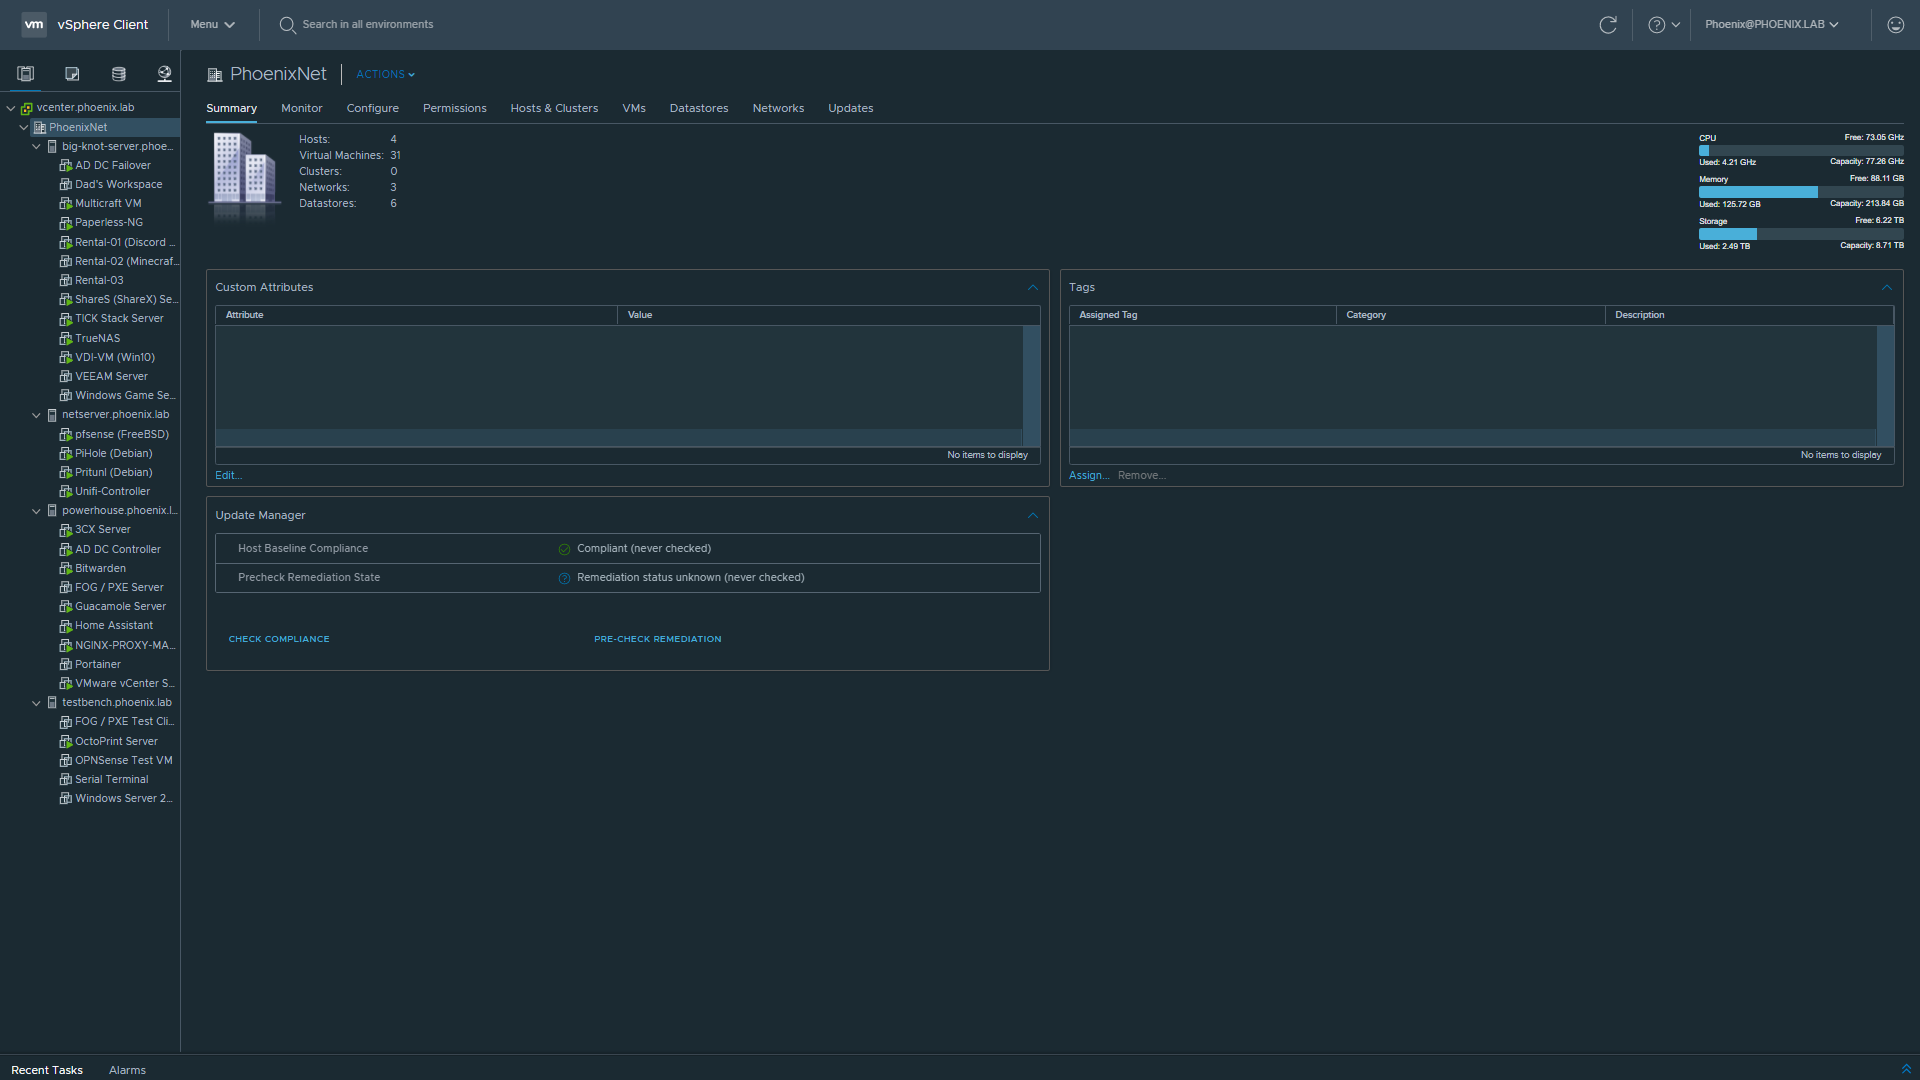 vm vSphere Client Menu Search in all environments Phoenix@PHOENIX.LAB
PhoenixNet ACTIONS
Summary Monitor Configure Permissions Hosts & Clusters VMs Datastores Networks Updates
vcenter.phoenix.lab
PhoenixNet
big-knot-server.phoe...
AD DC Failover
Dad's Workspace
Multicraft VM
Paperless-NG
Rental-01 (Discord ...
Rental-02 (Minecraf...
Rental-03
ShareS (ShareX) Se...
TICK Stack Server
TrueNAS
VDI-VM (Win10)
VEEAM Server
Windows Game Se...
netserver.phoenix.lab
pfsense (FreeBSD)
PiHole (Debian)
Pritunl (Debian)
Unifi-Controller
powerhouse.phoenix.l...
3CX Server
AD DC Controller
Bitwarden
FOG / PXE Server
Guacamole Server
Home Assistant
NGINX-PROXY-MA...
Portainer
VMware vCenter S...
testbench.phoenix.lab
FOG / PXE Test Cli...
OctoPrint Server
OPNSense Test VM
Serial Terminal
Windows Server 2...
Hosts: 4
Virtual Machines: 31
Clusters: 0
Networks: 3
Datastores: 6
CPU Free: 73.05 GHz
Used: 4.21 GHz Capacity: 77.26 GHz
Memory Free: 88.11 GB
Used: 125.72 GB Capacity: 213.84 GB
Storage Free: 6.22 TB
Used: 2.49 TB Capacity: 8.71 TB
Custom Attributes
Attribute Value
No items to display
Edit...
Tags
Assigned Tag Category Description
No items to display
Assign... Remove...
Update Manager
Host Baseline Compliance Compliant (never checked)
Precheck Remediation State Remediation status unknown (never checked)
CHECK COMPLIANCE PRE-CHECK REMEDIATION
Recent Tasks Alarms